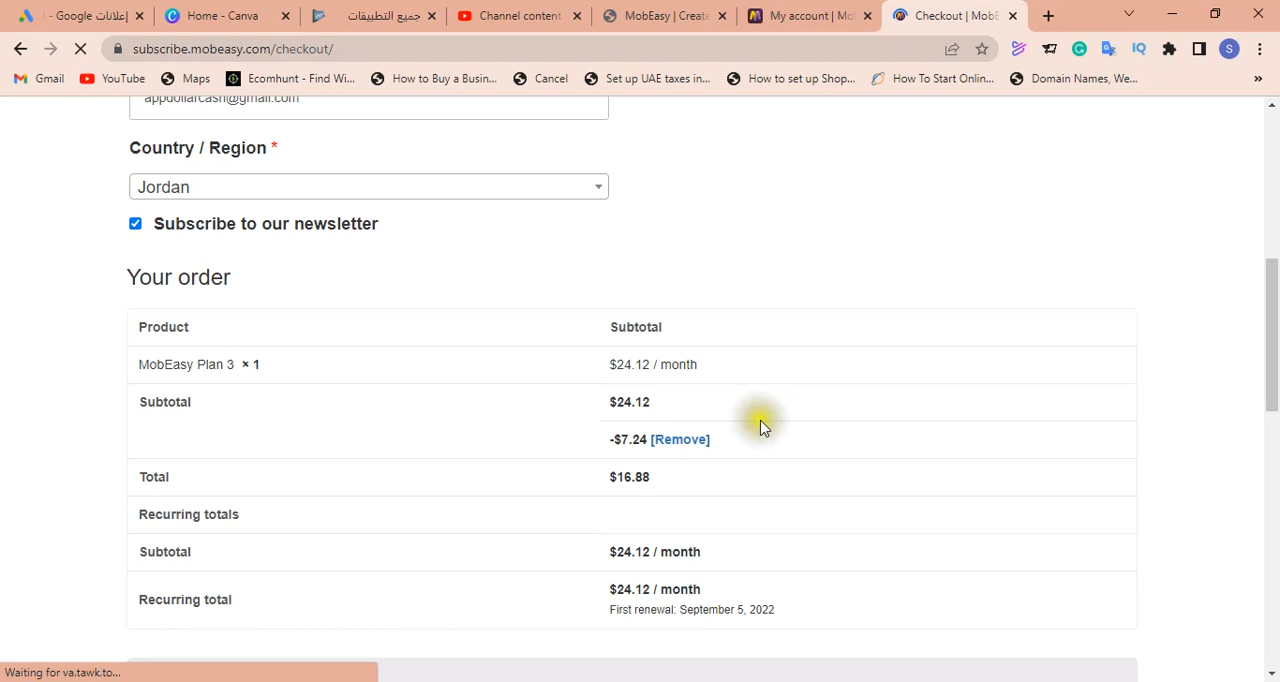 إعلانات Google -
Home - Canva
جميع التطبيقات
Channel content
MobEasy | Create
My account | Mo
Checkout | MobE
subscribe.mobeasy.com/checkout/
Gmail
YouTube
Maps
Ecomhunt - Find Wi...
How to Buy a Busin...
Cancel
Set up UAE taxes in...
How to set up Shop...
How To Start Onlin...
Domain Names, We...
»
appdollarcash@gmail.com
Country / Region *
Jordan
Subscribe to our newsletter
Your order
Product Subtotal
MobEasy Plan 3 × 1 $24.12 / month
Subtotal $24.12
-$7.24 [Remove]
Total $16.88
Recurring totals
Subtotal $24.12 / month
Recurring total $24.12 / month
First renewal: September 5, 2022
Waiting for va.tawk.to...